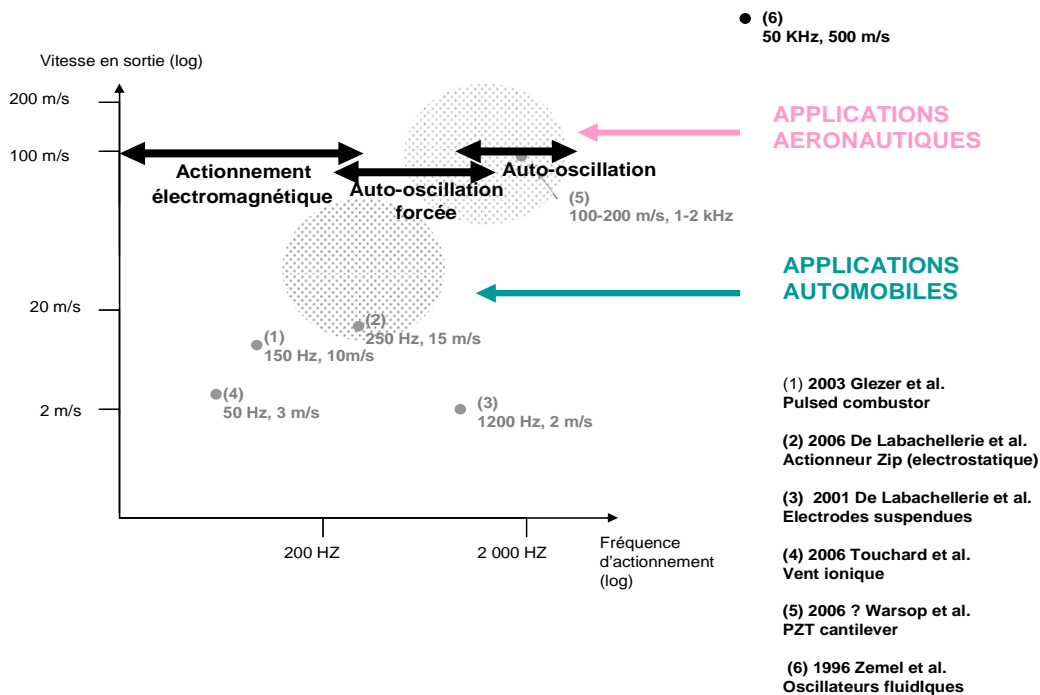 (6)
50 KHz, 500 m/s
Vitesse en sortie (log)
200 m/s
100 m/s
20 m/s
2 m/s
APPLICATIONS
AERONAUTIQUES
Actionnement
électromagnétique
Auto-oscillation
forcée
Auto-oscillation
(5)
100-200 m/s, 1-2 kHz
APPLICATIONS
AUTOMOBILES
(1)
150 Hz, 10m/s
(2)
250 Hz, 15 m/s
(4)
50 Hz, 3 m/s
(3)
1200 Hz, 2 m/s
200 HZ
2 000 HZ
Fréquence
d'actionnement
(log)
(1) 2003 Glezer et al.
Pulsed combustor
(2) 2006 De Labachellerie et al.
Actionneur Zip (electrostatique)
(3) 2001 De Labachellerie et al.
Electrodes suspendues
(4) 2006 Touchard et al.
Vent ionique
(5) 2006 ? Warsop et al.
PZT cantilever
(6) 1996 Zemel et al.
Oscillateurs fluidIques